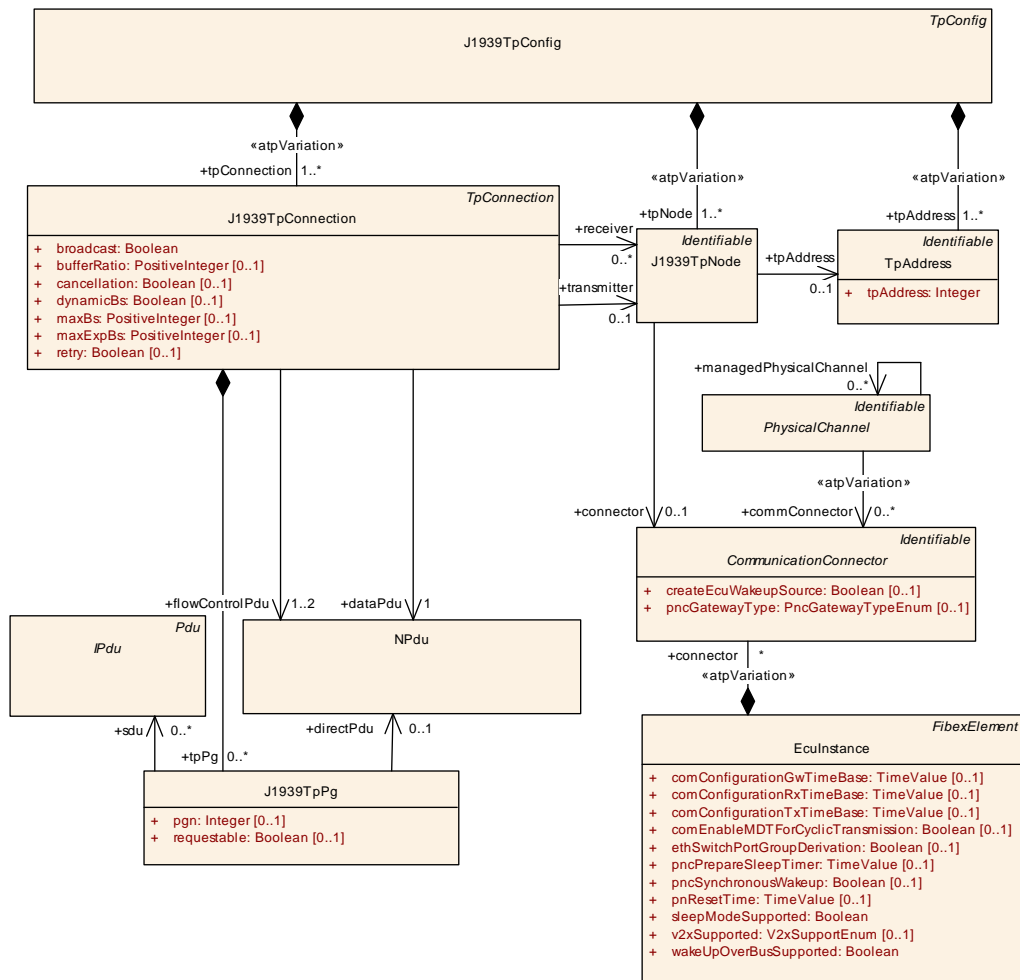 TpConfig
J1939TpConfig
«atpVariation»
+tpConnection 1..*
«atpVariation»
+tpNode 1..*
«atpVariation»
+tpAddress 1..*
TpConnection
J1939TpConnection
+ broadcast: Boolean
+ bufferRatio: PositiveInteger [0..1]
+ cancellation: Boolean [0..1]
+ dynamicBs: Boolean [0..1]
+ maxBs: PositiveInteger [0..1]
+ maxExpBs: PositiveInteger [0..1]
+ retry: Boolean [0..1]
+receiver
0..*
+transmitter
0..1
Identifiable
J1939TpNode
+tpAddress
0..1
Identifiable
TpAddress
+ tpAddress: Integer
+managedPhysicalChannel
0..*
Identifiable
PhysicalChannel
«atpVariation»
+connector 0..1
+commConnector 0..*
Identifiable
CommunicationConnector
+ createEcuWakeupSource: Boolean [0..1]
+ pncGatewayType: PncGatewayTypeEnum [0..1]
+flowControlPdu 1..2
+dataPdu 1
Pdu
IPdu
NPdu
+connector *
«atpVariation»
+sdu 0..*
+tpPg 0..*
+directPdu 0..1
J1939TpPg
+ pgn: Integer [0..1]
+ requestable: Boolean [0..1]
FibexElement
EcuInstance
+ comConfigurationGwTimeBase: TimeValue [0..1]
+ comConfigurationRxTimeBase: TimeValue [0..1]
+ comConfigurationTxTimeBase: TimeValue [0..1]
+ comEnableMDTForCyclicTransmission: Boolean [0..1]
+ ethSwitchPortGroupDerivation: Boolean [0..1]
+ pncPrepareSleepTimer: TimeValue [0..1]
+ pncSynchronousWakeup: Boolean [0..1]
+ pnResetTime: TimeValue [0..1]
+ sleepModeSupported: Boolean
+ v2xSupported: V2xSupportEnum [0..1]
+ wakeUpOverBusSupported: Boolean